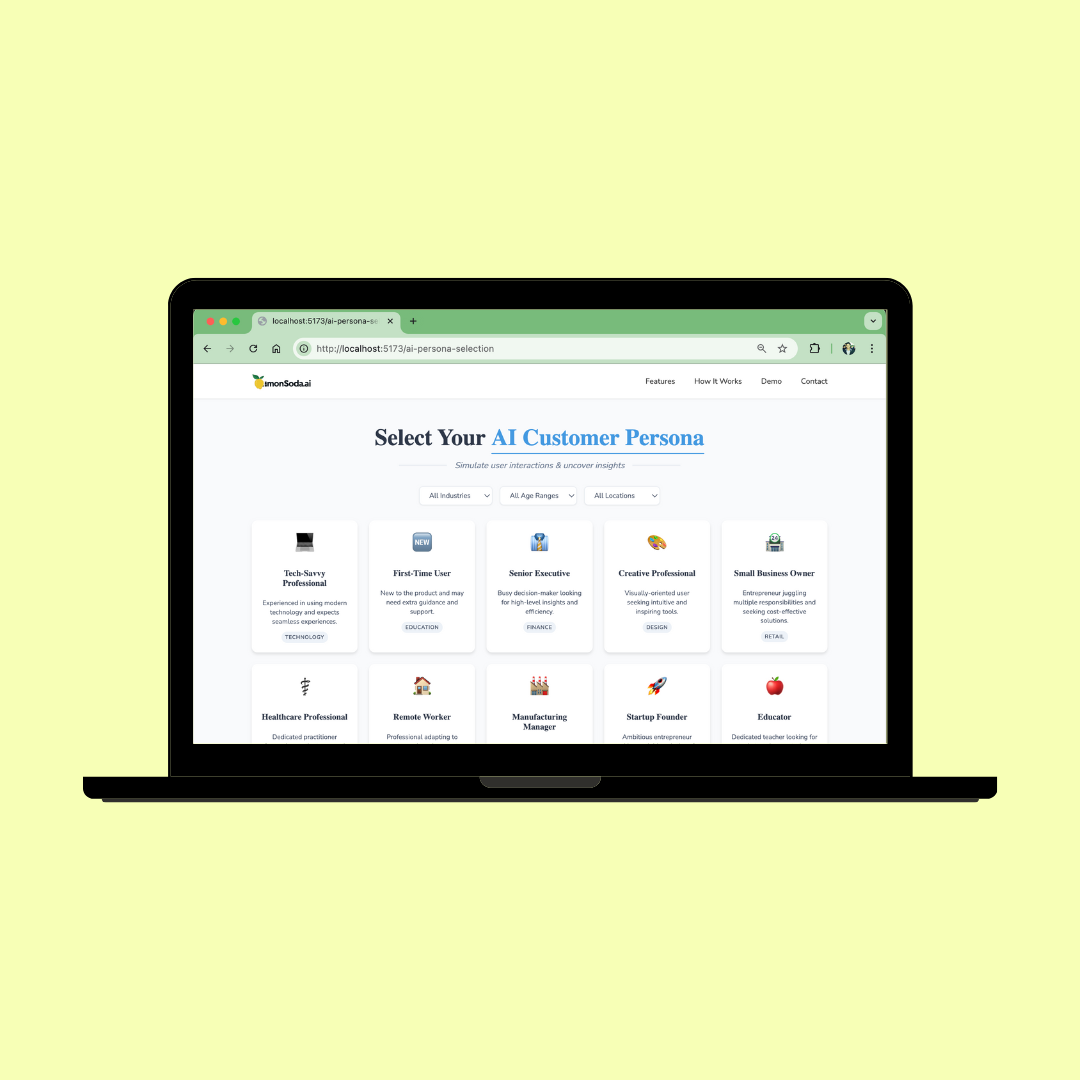 localhost:5173/ai-persona-se
http://localhost:5173/ai-persona-selection
LimonSoda.ai
Features How It Works Demo Contact
Select Your AI Customer Persona
Simulate user interactions & uncover insights
All Industries All Age Ranges All Locations
Tech-Savvy
Professional
Experienced in using modern
technology and expects
seamless experiences.
TECHNOLOGY
NEW
First-Time User
New to the product and may
need extra guidance and
support.
EDUCATION
Senior Executive
Busy decision-maker looking
for high-level insights and
efficiency.
FINANCE
Creative Professional
Visually-oriented user
seeking intuitive and
inspiring tools.
DESIGN
24
Small Business Owner
Entrepreneur juggling
multiple responsibilities and
seeking cost-effective
solutions.
RETAIL
Healthcare Professional
Dedicated practitioner
Remote Worker
Professional adapting to
Manufacturing
Manager
Startup Founder
Ambitious entrepreneur
Educator
Dedicated teacher looking for